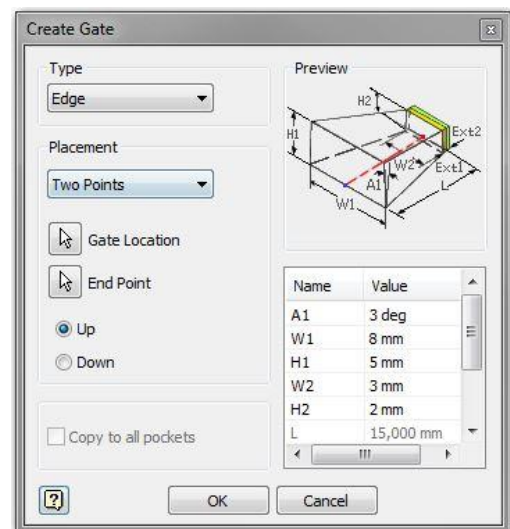 Create Gate
Type
Edge
Placement
Two Points
Gate Location
End Point
Up
Down
Copy to all pockets
Preview
H2
H1
Ext2
W2
Ext1
A1
L
W1
Name Value
A1 3 deg
W1 8 mm
H1 5 mm
W2 3 mm
H2 2 mm
L 15,000 mm
?
OK
Cancel